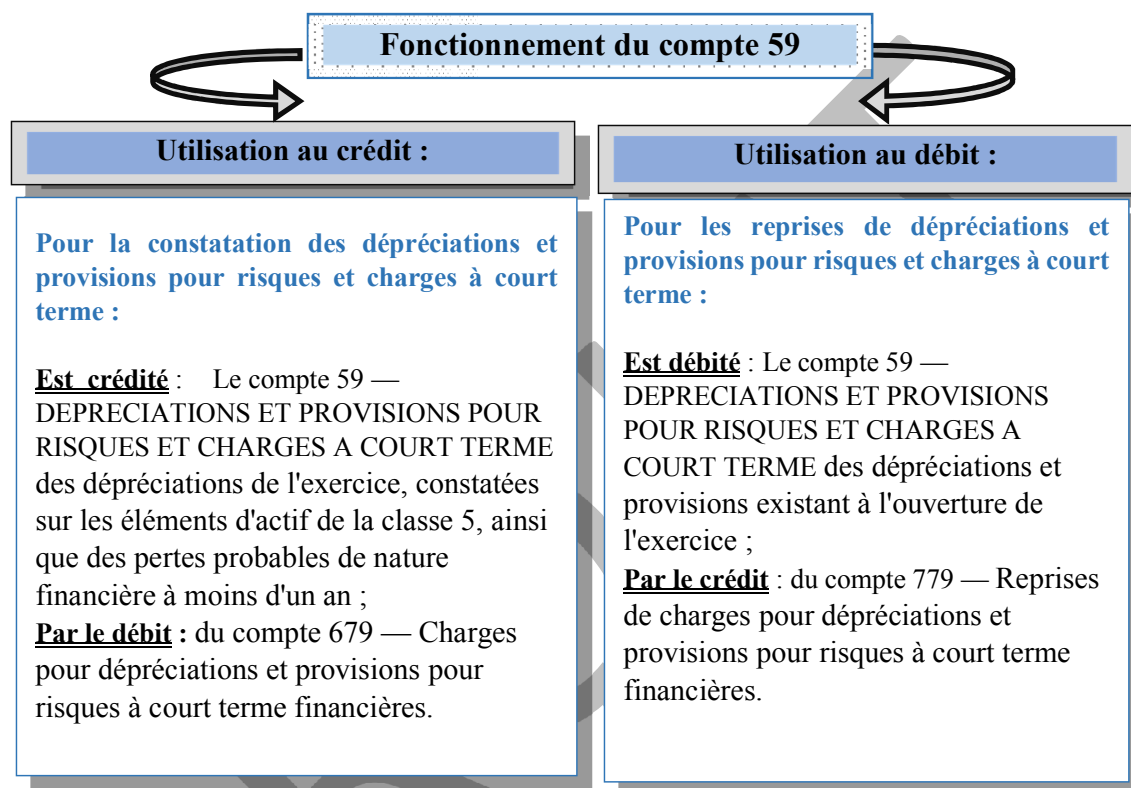 Fonctionnement du compte 59
Utilisation au crédit :
Pour la constatation des dépréciations et
provisions pour risques et charges à court
terme :
Est crédité : Le compte 59 —
DEPRECIATIONS ET PROVISIONS POUR
RISQUES ET CHARGES A COURT TERME
des dépréciations de l'exercice, constatées
sur les éléments d'actif de la classe 5, ainsi
que des pertes probables de nature
financière à moins d'un an ;
Par le débit : du compte 679 — Charges
pour dépréciations et provisions pour
risques à court terme financières.
Utilisation au débit :
Pour les reprises de dépréciations et
provisions pour risques et charges à court
terme :
Est débité : Le compte 59 —
DEPRECIATIONS ET PROVISIONS
POUR RISQUES ET CHARGES A
COURT TERME des dépréciations et
provisions existant à l'ouverture de
l'exercice ;
Par le crédit : du compte 779 — Reprises
de charges pour dépréciations et
provisions pour risques à court terme
financières.